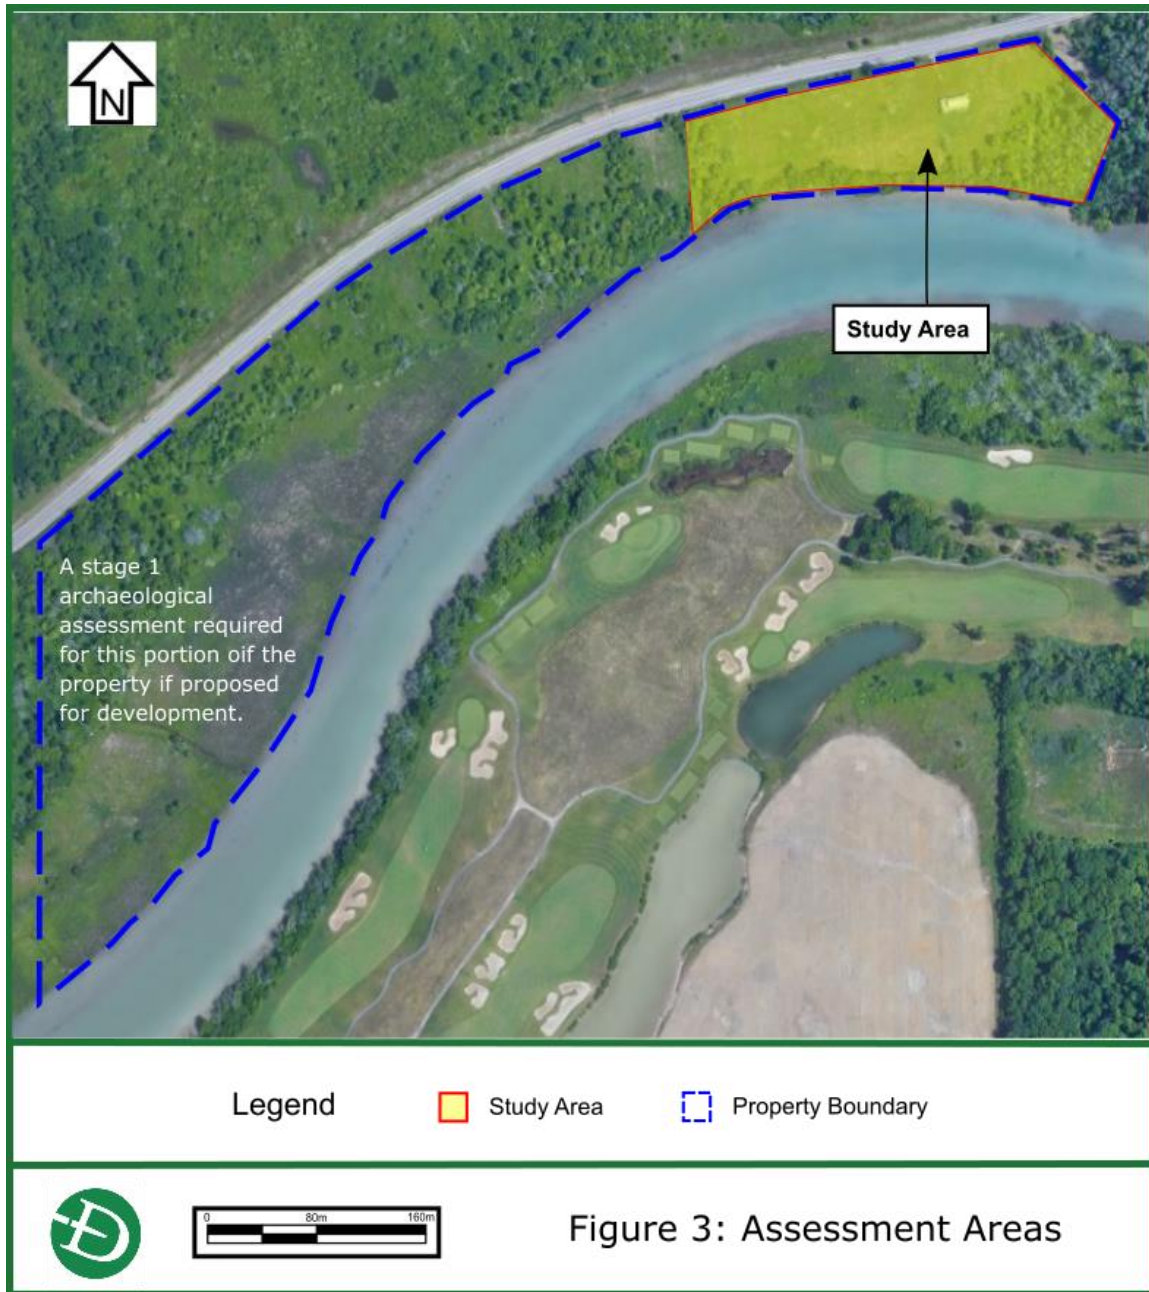 N
Study Area
A stage 1
archaeological
assessment required
for this portion oif the
property if proposed
for development.
Legend
Study Area
Property Boundary
0 80m 160m
Figure 3: Assessment Areas